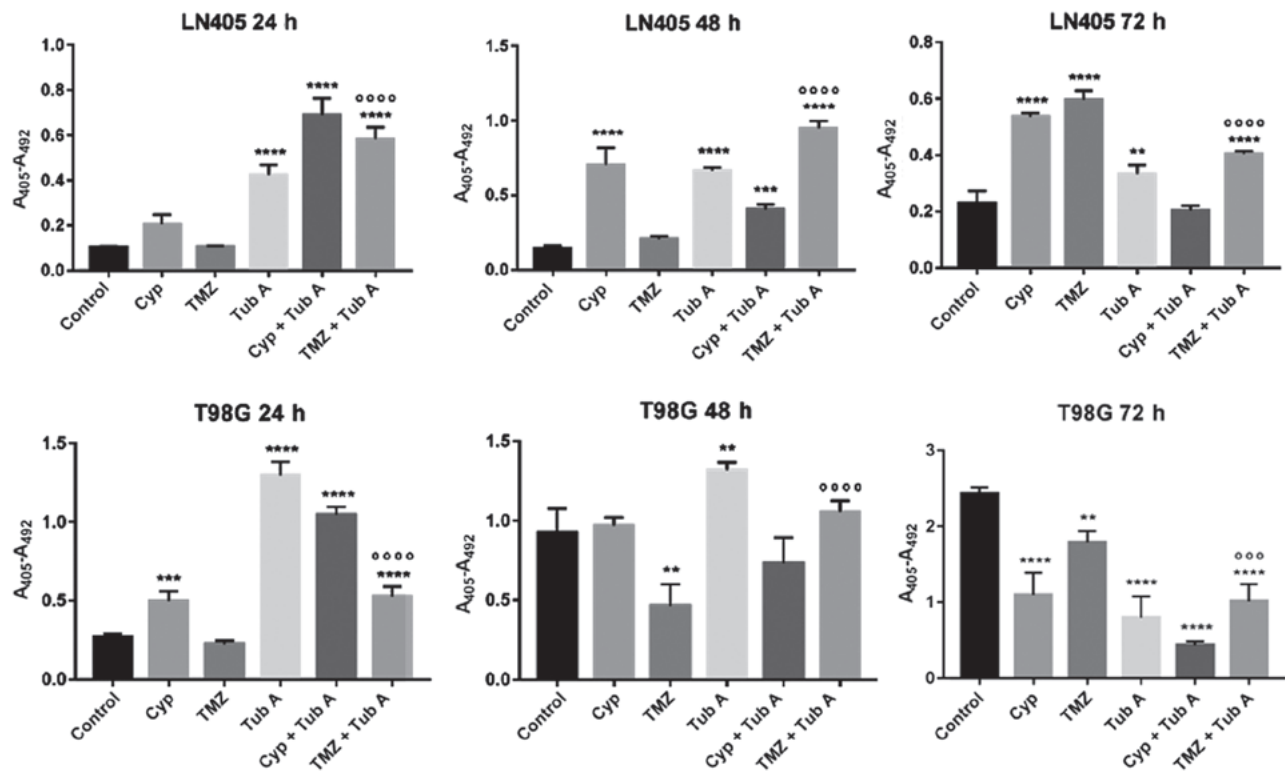 LN405 24 h
A405-A492
1.0
0.8
0.6
0.4
0.2
0.0
****
****
oooo
****
Control
Cyp
TMZ
Tub A
Cyp + Tub A
TMZ + Tub A
LN405 48 h
A405-A492
1.5
1.0
0.5
0.0
****
****
***
oooo
****
Control
Cyp
TMZ
Tub A
Cyp + Tub A
TMZ + Tub A
LN405 72 h
A405-A492
0.8
0.6
0.4
0.2
0.0
****
****
**
oooo
****
Control
Cyp
TMZ
Tub A
Cyp + Tub A
TMZ + Tub A
T98G 24 h
A405-A492
1.5
1.0
0.5
0.0
***
****
****
oooo
****
Control
Cyp
TMZ
Tub A
Cyp + Tub A
TMZ + Tub A
T98G 48 h
A405-A492
1.5
1.0
0.5
0.0
**
**
oooo
Control
Cyp
TMZ
Tub A
Cyp + Tub A
TMZ + Tub A
T98G 72 h
A405-A492
3
2
1
0
****
**
****
****
ooo
****
Control
Cyp
TMZ
Tub A
Cyp + Tub A
TMZ + Tub A